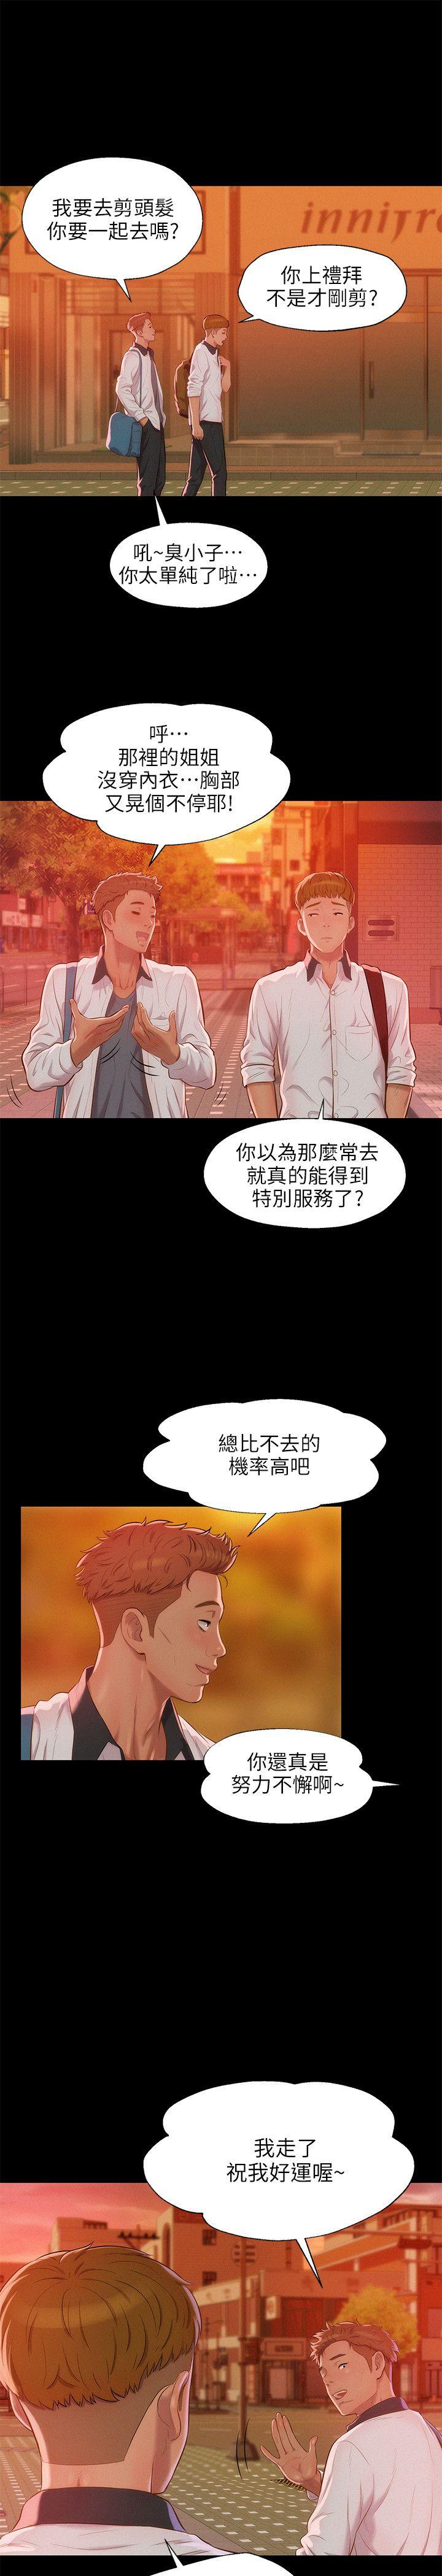 我要去剪頭髮
你要一起去嗎?
innisfre
你上禮拜
不是才剛剪?
吼~臭小子…
你太單純了啦…
呼…
那裡的姐姐
沒穿內衣…胸部
又晃個不停耶!
你以為那麼常去
就真的能得到
特別服務了?
總比不去的
機率高吧
你還真是
努力不懈啊~
我走了
祝我好運喔~